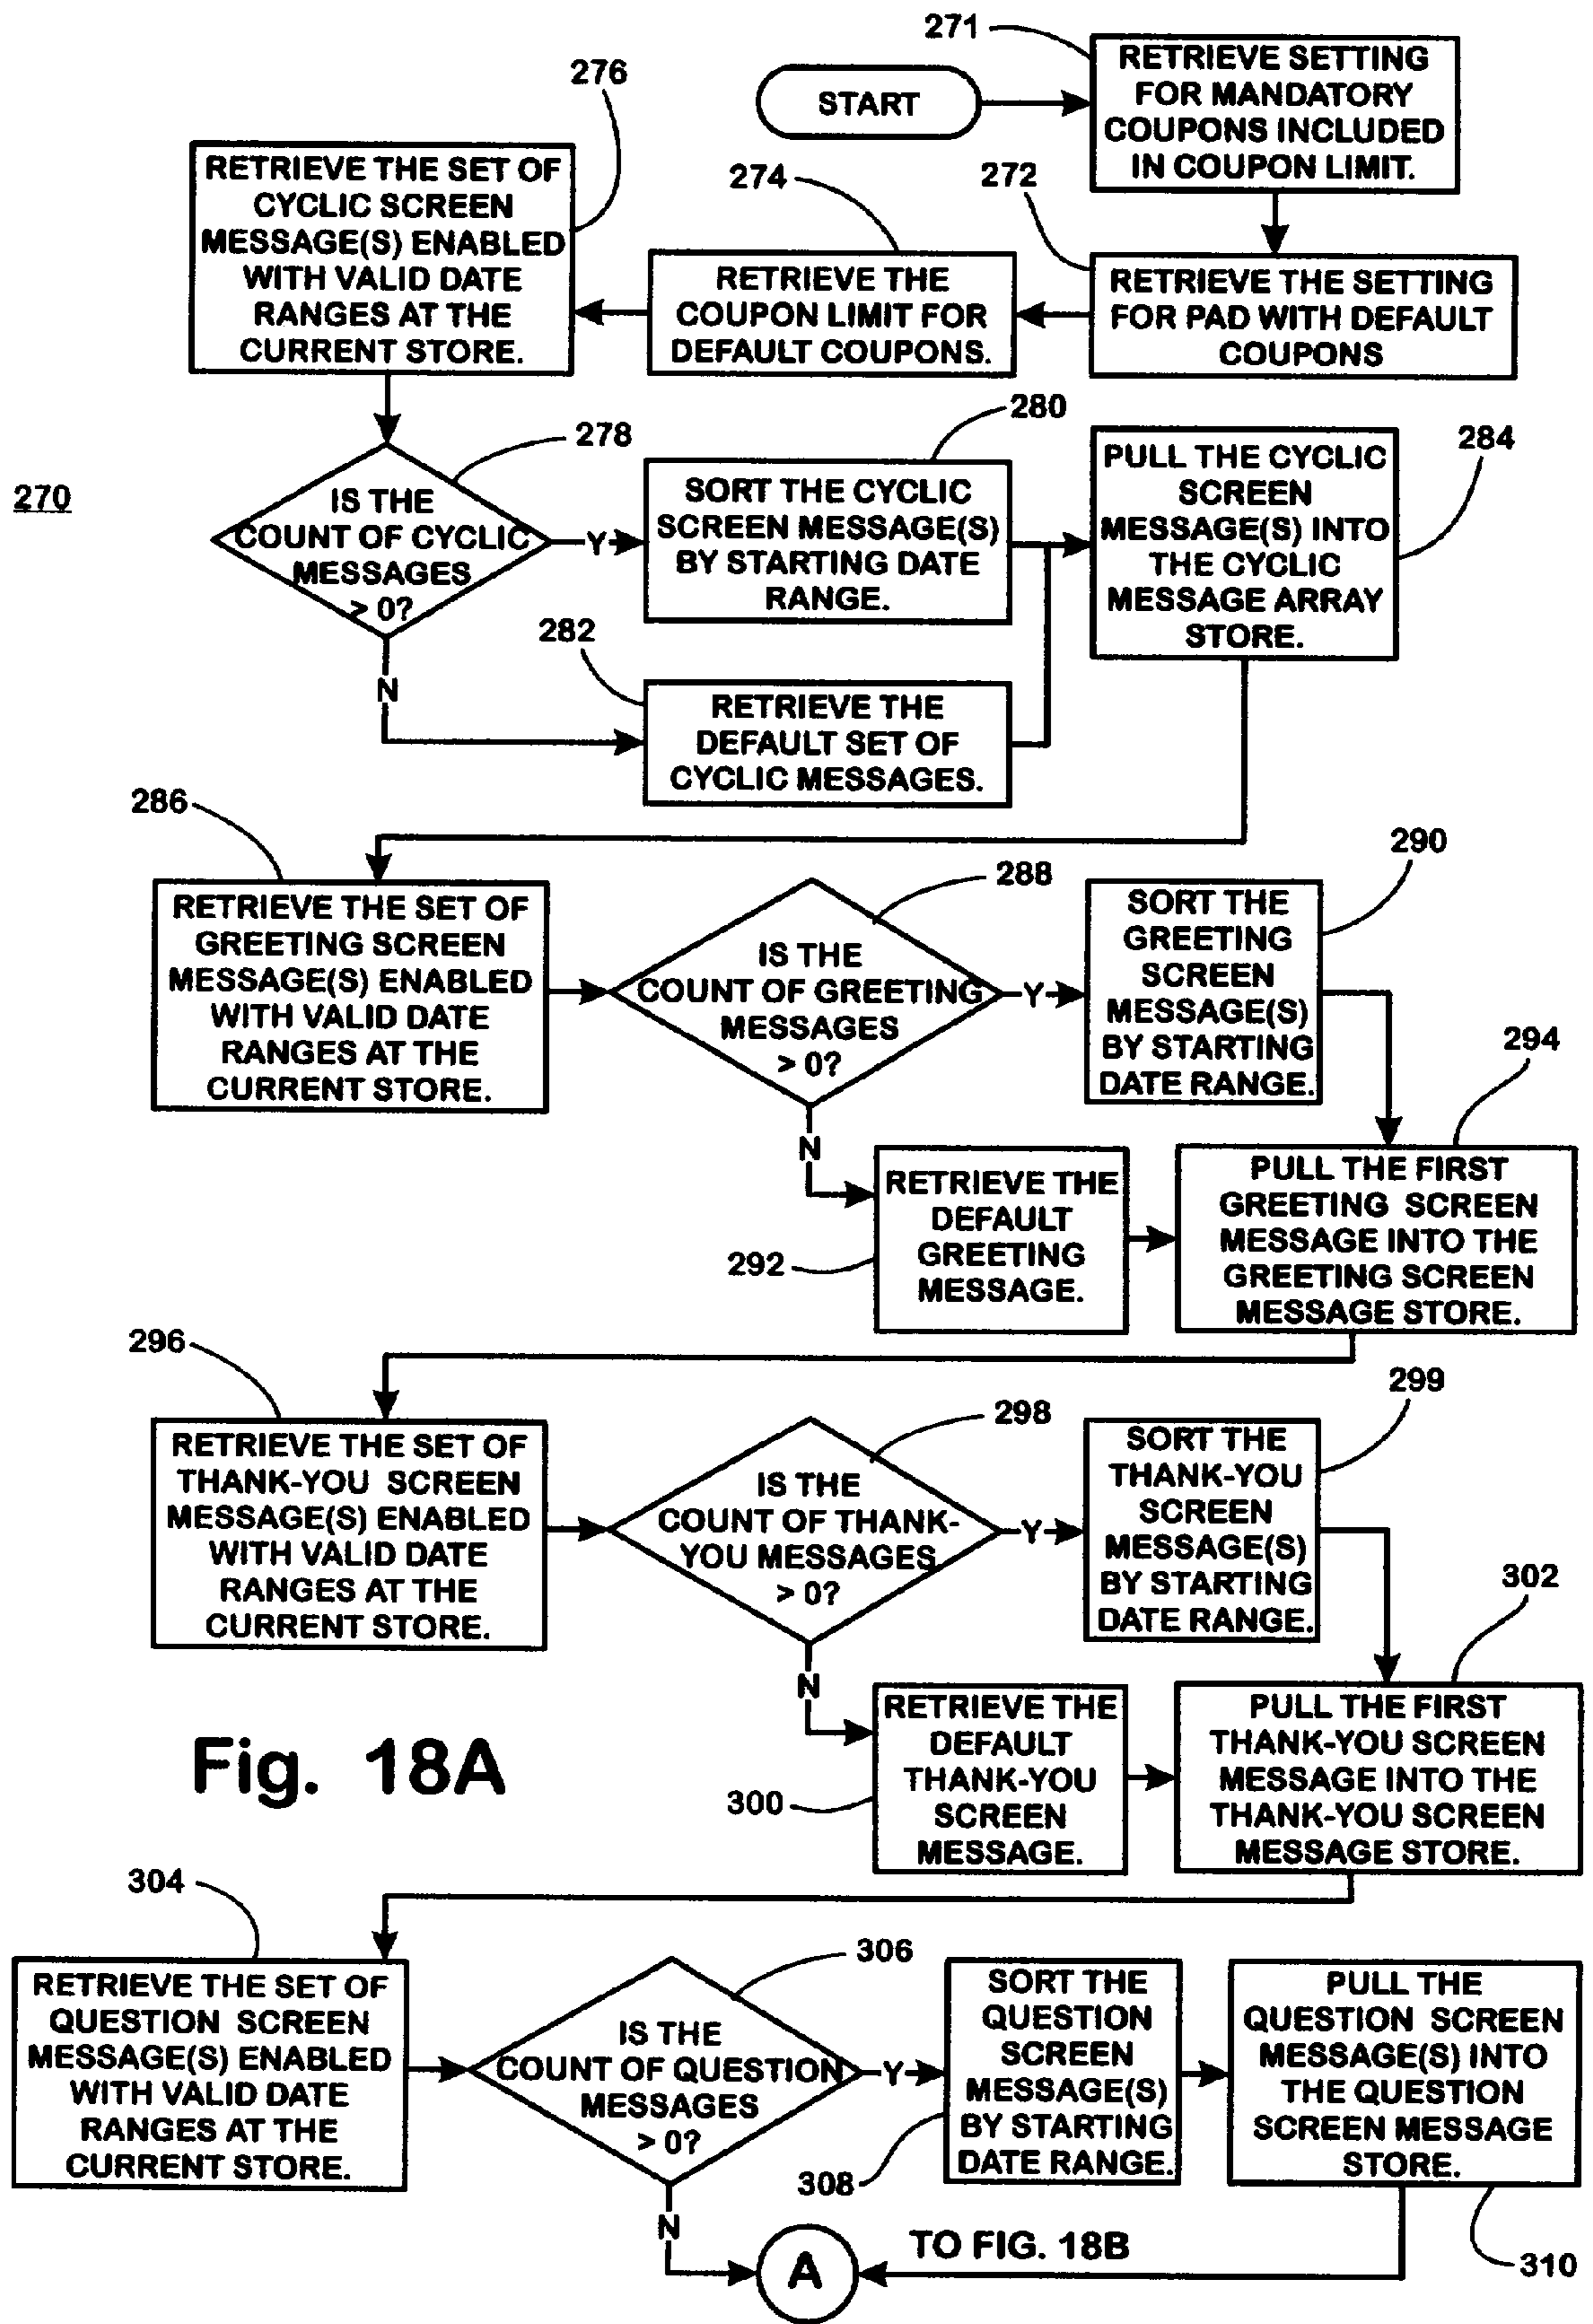 271
START
RETRIEVE SETTING
FOR MANDATORY
COUPONS INCLUDED
IN COUPON LIMIT.
272
RETRIEVE THE SETTING
FOR PAD WITH DEFAULT
COUPONS
274
RETRIEVE THE
COUPON LIMIT FOR
DEFAULT COUPONS.
276
RETRIEVE THE SET OF
CYCLIC SCREEN
MESSAGE(S) ENABLED
WITH VALID DATE
RANGES AT THE
CURRENT STORE.
270
278
IS THE
COUNT OF CYCLIC
MESSAGES
> 0?
Y
N
280
SORT THE CYCLIC
SCREEN MESSAGE(S)
BY STARTING DATE
RANGE.
282
RETRIEVE THE
DEFAULT SET OF
CYCLIC MESSAGES.
284
PULL THE CYCLIC
SCREEN
MESSAGE(S) INTO
THE CYCLIC
MESSAGE ARRAY
STORE.
286
RETRIEVE THE SET OF
GREETING SCREEN
MESSAGE(S) ENABLED
WITH VALID DATE
RANGES AT THE
CURRENT STORE.
288
IS THE
COUNT OF GREETING
MESSAGES
> 0?
Y
N
290
SORT THE
GREETING
SCREEN
MESSAGE(S)
BY STARTING
DATE RANGE.
292
RETRIEVE THE
DEFAULT
GREETING
MESSAGE.
294
PULL THE FIRST
GREETING SCREEN
MESSAGE INTO THE
GREETING SCREEN
MESSAGE STORE.
296
RETRIEVE THE SET OF
THANK-YOU SCREEN
MESSAGE(S) ENABLED
WITH VALID DATE
RANGES AT THE
CURRENT STORE.
298
IS THE
COUNT OF THANK-
YOU MESSAGES
> 0?
Y
N
299
SORT THE
THANK-YOU
SCREEN
MESSAGE(S)
BY STARTING
DATE RANGE.
300
RETRIEVE THE
DEFAULT
THANK-YOU
SCREEN
MESSAGE.
302
PULL THE FIRST
THANK-YOU SCREEN
MESSAGE INTO THE
THANK-YOU SCREEN
MESSAGE STORE.
Fig. 18A
304
RETRIEVE THE SET OF
QUESTION SCREEN
MESSAGE(S) ENABLED
WITH VALID DATE
RANGES AT THE
CURRENT STORE.
306
IS THE
COUNT OF QUESTION
MESSAGES
> 0?
Y
N
308
SORT THE
QUESTION
SCREEN
MESSAGE(S)
BY STARTING
DATE RANGE.
PULL THE
QUESTION SCREEN
MESSAGE(S) INTO
THE QUESTION
SCREEN MESSAGE
STORE.
310
A
TO FIG. 18B